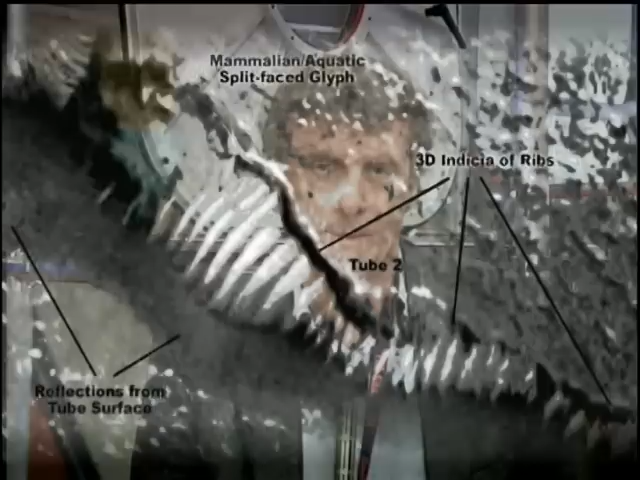 Mammalian/Aquatic
Split-faced Glyph
3D Indicia of Ribs
Tube 2
Reflections from
Tube Surface